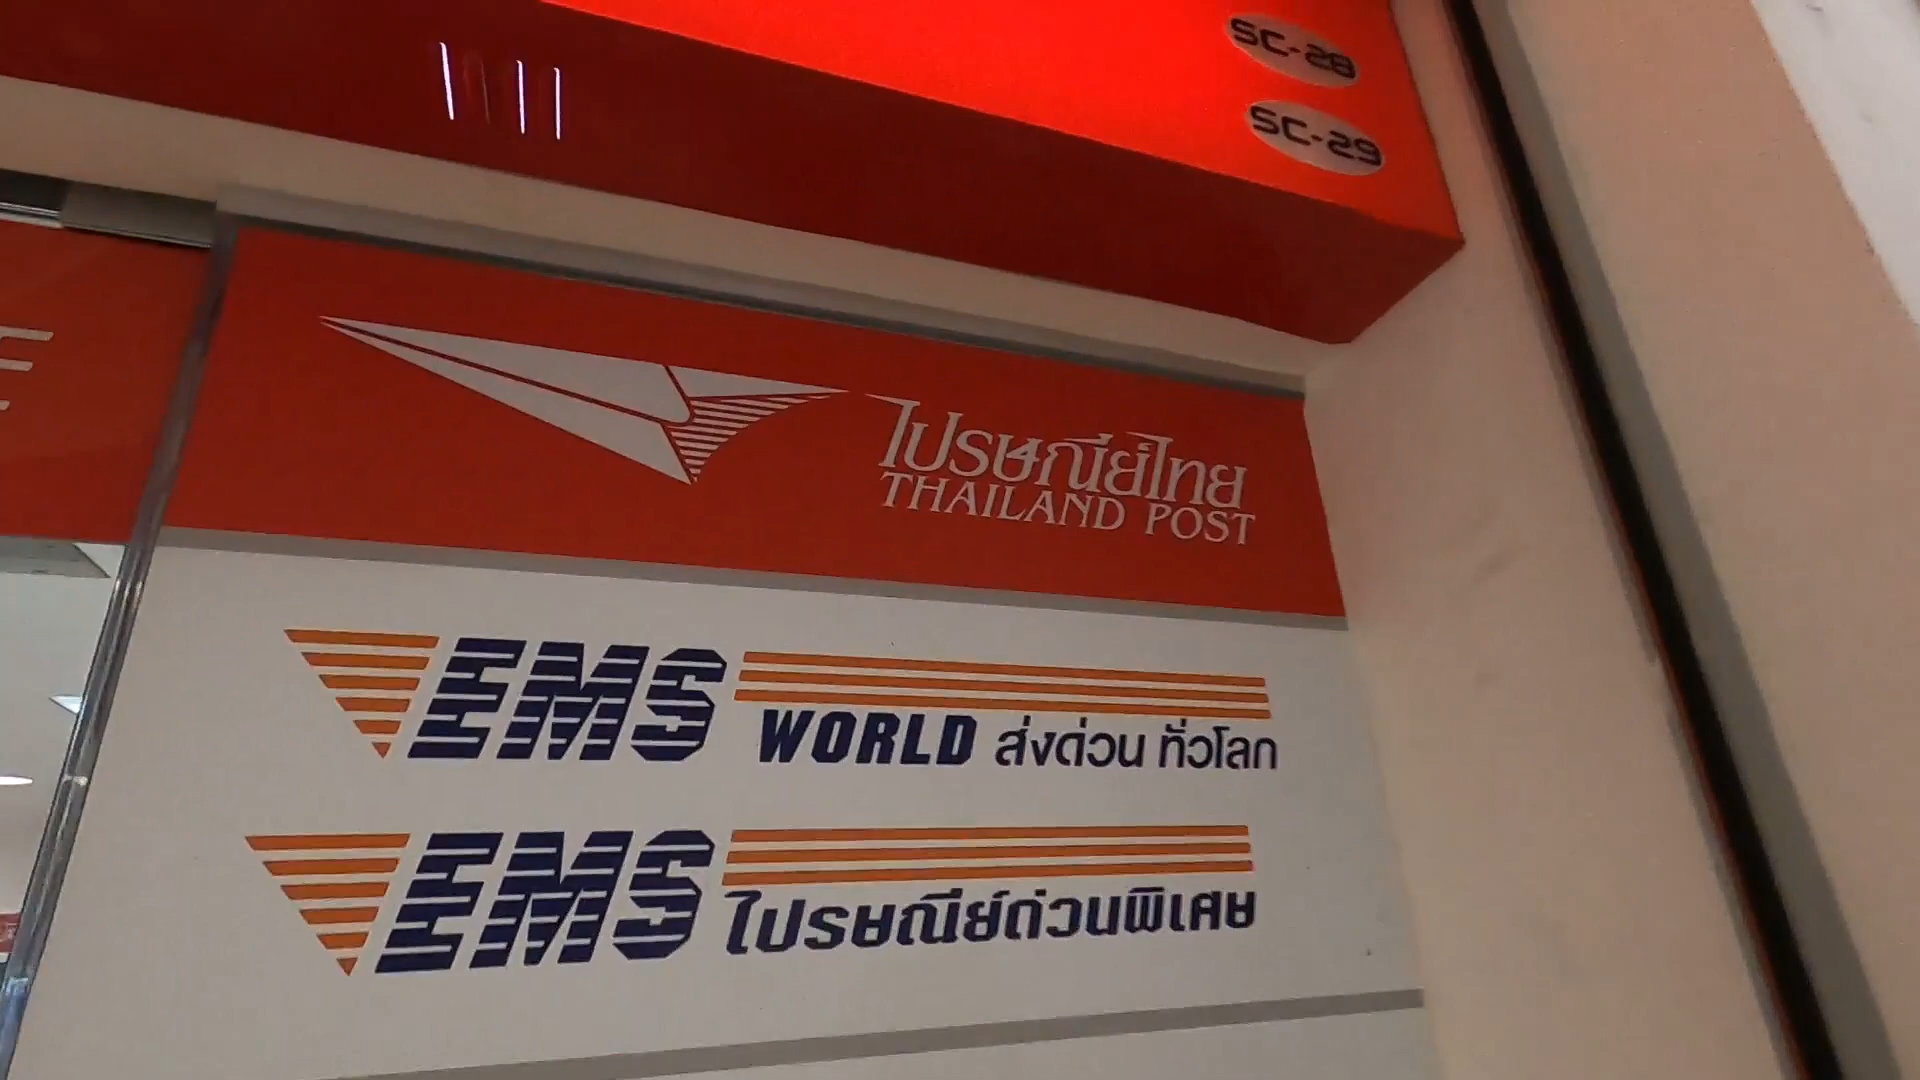 SC-28
SC-29
ไปรษณีย์ไทย
THAILAND POST
EMS
WORLD ส่งด่วน ทั่วโลก
EMS
ไปรษณีย์ด่วนพิเศษ